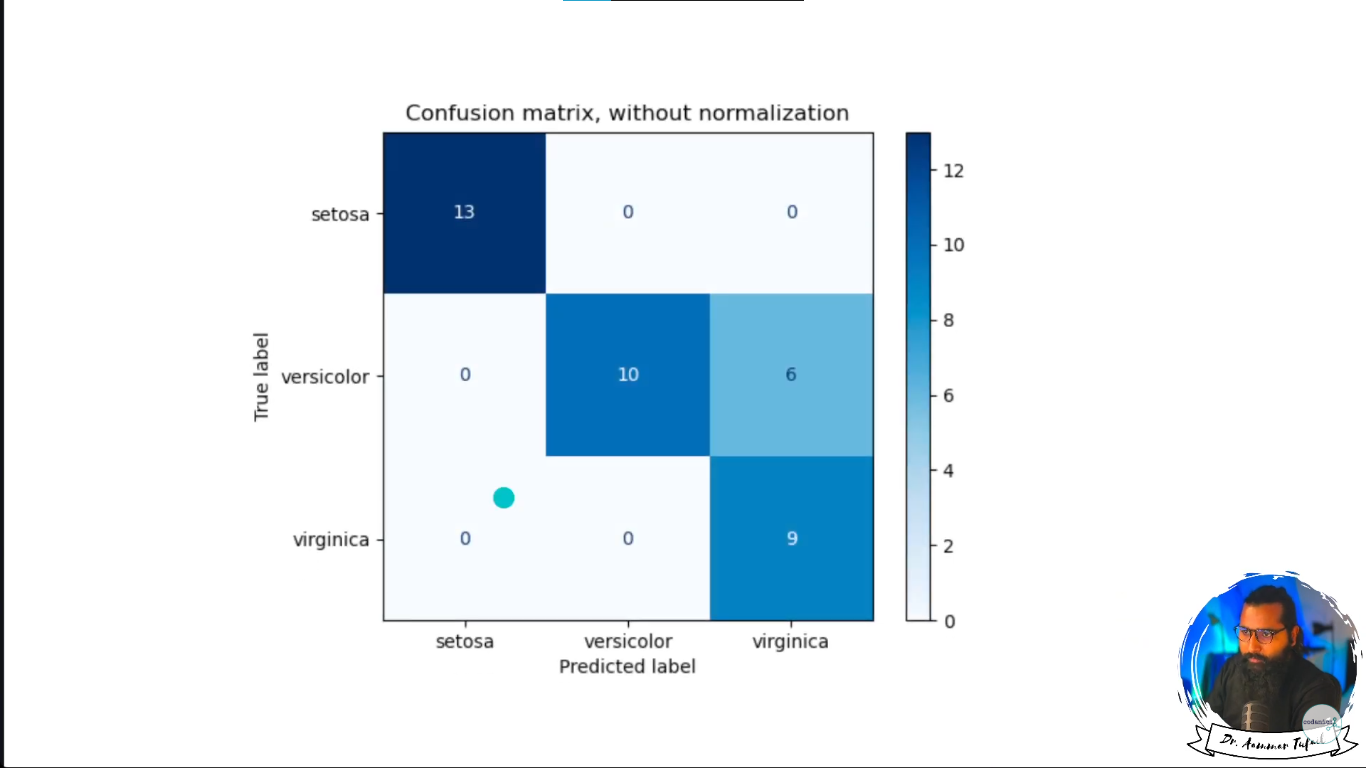 Confusion matrix, without normalization
12
10
8
6
4
2
0
True label
setosa
versicolor
virginica
13 0 0
0 10 6
0 0 9
setosa versicolor virginica
Predicted label
codanics
Dr. Aammar Tufail